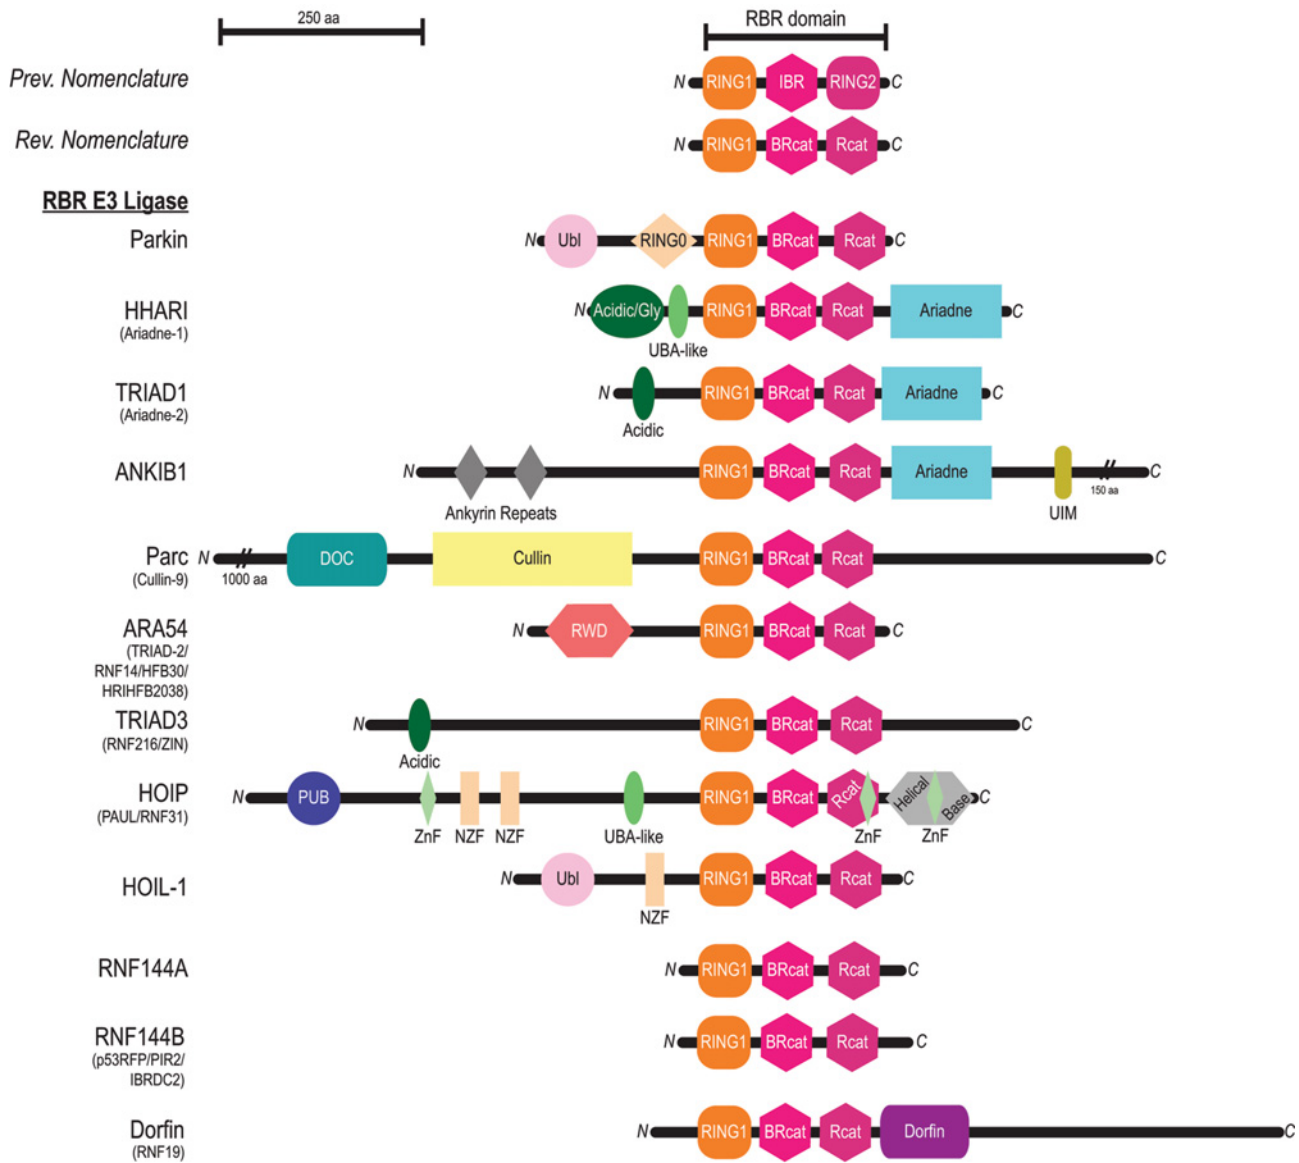 250 aa
RBR domain
Prev. Nomenclature N RING1 IBR RING2 C
Rev. Nomenclature N RING1 BRcat Rcat C
RBR E3 Ligase
Parkin N Ubl RING0 RING1 BRcat Rcat C
HHARI N Acidic/Gly RING1 BRcat Rcat Ariadne C
(Ariadne-1)
UBA-like
TRIAD1 N RING1 BRcat Rcat Ariadne C
(Ariadne-2)
Acidic
ANKIB1 N RING1 BRcat Rcat Ariadne C
150 aa
Ankyrin Repeats UIM
Parc N DOC Cullin RING1 BRcat Rcat C
(Cullin-9) 1000 aa
ARA54 N RWD RING1 BRcat Rcat C
(TRIAD-2/
RNF14/HFB30/
HRIHFB2038)
TRIAD3 N RING1 BRcat Rcat C
(RNF216/ZIN)
Acidic
HOIP N PUB RING1 BRcat Rcat Helical Base C
(PAUL/RNF31)
ZnF NZF NZF UBA-like ZnF ZnF
HOIL-1 N Ubl RING1 BRcat Rcat C
NZF
RNF144A N RING1 BRcat Rcat C
RNF144B N RING1 BRcat Rcat C
(p53RFP/PIR2/
IBRDC2)
Dorfin N RING1 BRcat Rcat Dorfin C
(RNF19)